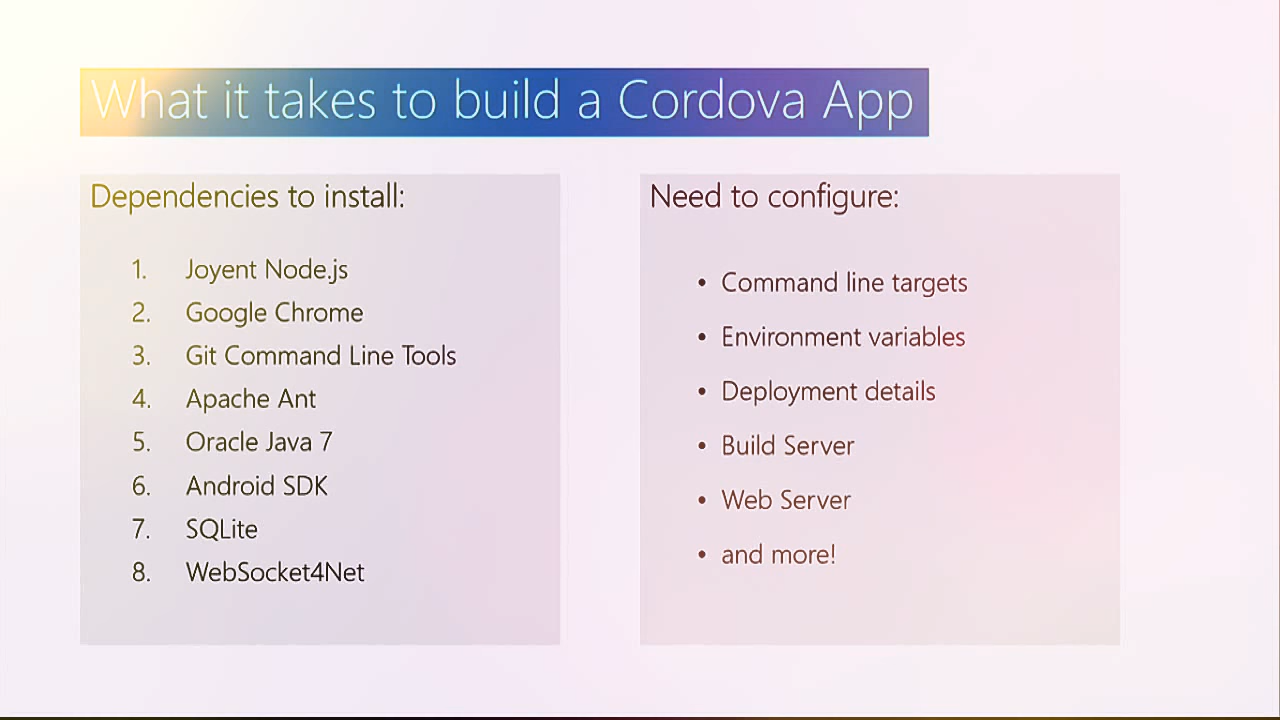 What it takes to build a Cordova App
Dependencies to install:
1. Joyent Node.js
2. Google Chrome
3. Git Command Line Tools
4. Apache Ant
5. Oracle Java 7
6. Android SDK
7. SQLite
8. WebSocket4Net
Need to configure:
• Command line targets
• Environment variables
• Deployment details
• Build Server
• Web Server
• and more!